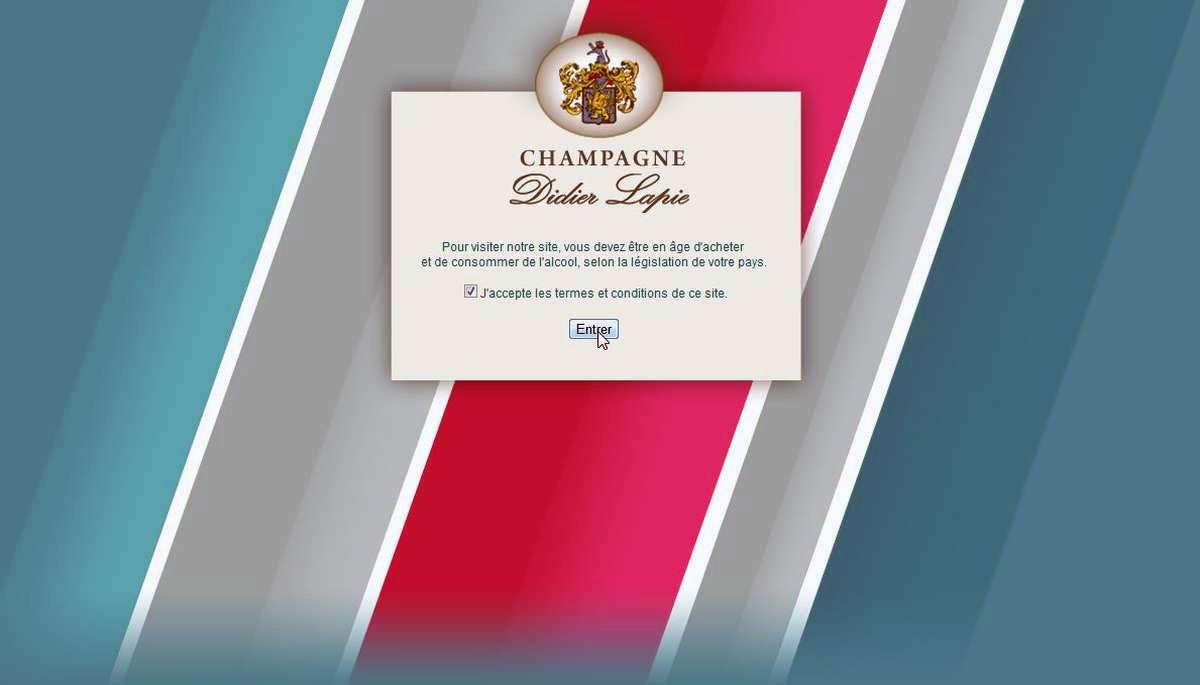 CHAMPAGNE
Didier Lapie
Pour visiter notre site, vous devez être en âge d'acheter
et de consommer de l'alcool, selon la législation de votre pays.
J'accepte les termes et conditions de ce site.
Entrer